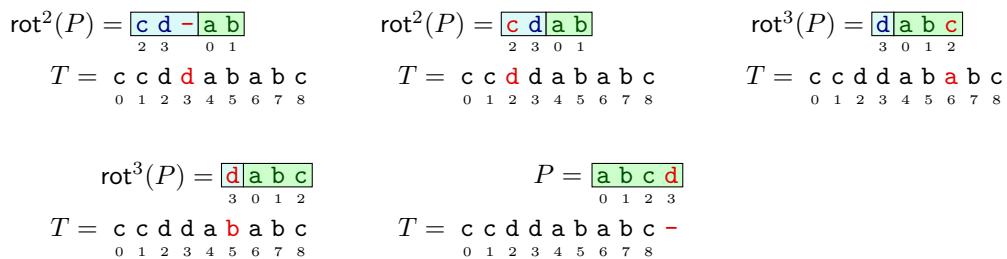 rot²(P) = c d - a b
2 3 0 1
T = c c d d a b a b c
0 1 2 3 4 5 6 7 8
rot²(P) = c d a b
2 3 0 1
T = c c d d a b a b c
0 1 2 3 4 5 6 7 8
rot³(P) = d a b c
3 0 1 2
T = c c d d a b a b c
0 1 2 3 4 5 6 7 8
rot³(P) = d a b c
3 0 1 2
T = c c d d a b a b c
0 1 2 3 4 5 6 7 8
P = a b c d
0 1 2 3
T = c c d d a b a b c -
0 1 2 3 4 5 6 7 8